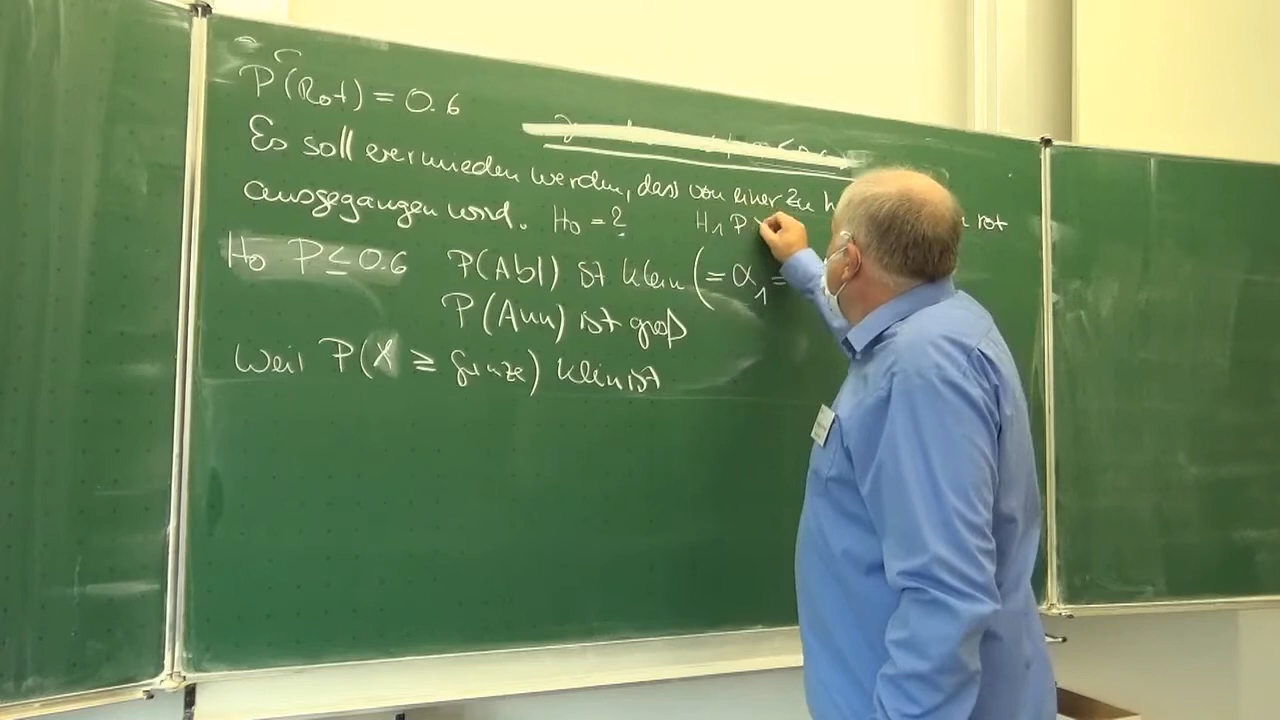 P(Rot) = 0.6
Es soll vermieden werden, dass von einer zu h rot
ausgegangen wird. H₀ = ? H₁ P >
H₀ P ≤ 0.6 P(Abl) ist klein (= α₁ =
P(Ann) ist groß
Weil P(X ≥ Grenze) klein ist